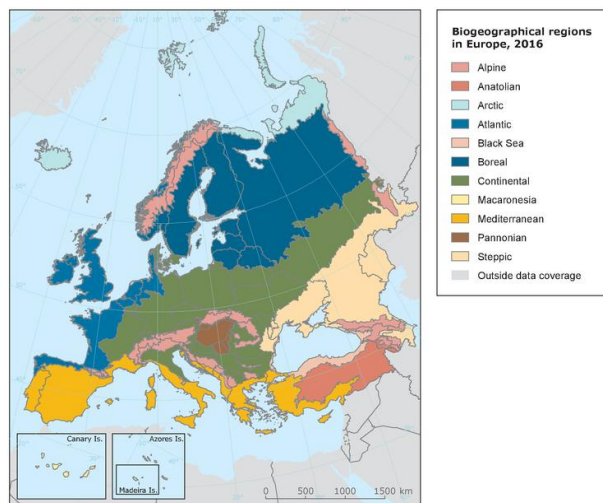 Biogeographical regions
in Europe, 2016
Alpine
Anatolian
Arctic
Atlantic
Black Sea
Boreal
Continental
Macaronesia
Mediterranean
Pannonian
Steppic
Outside data coverage
Canary Is.
Azores Is.
Madeira Is.
0 500 1000 1500 km